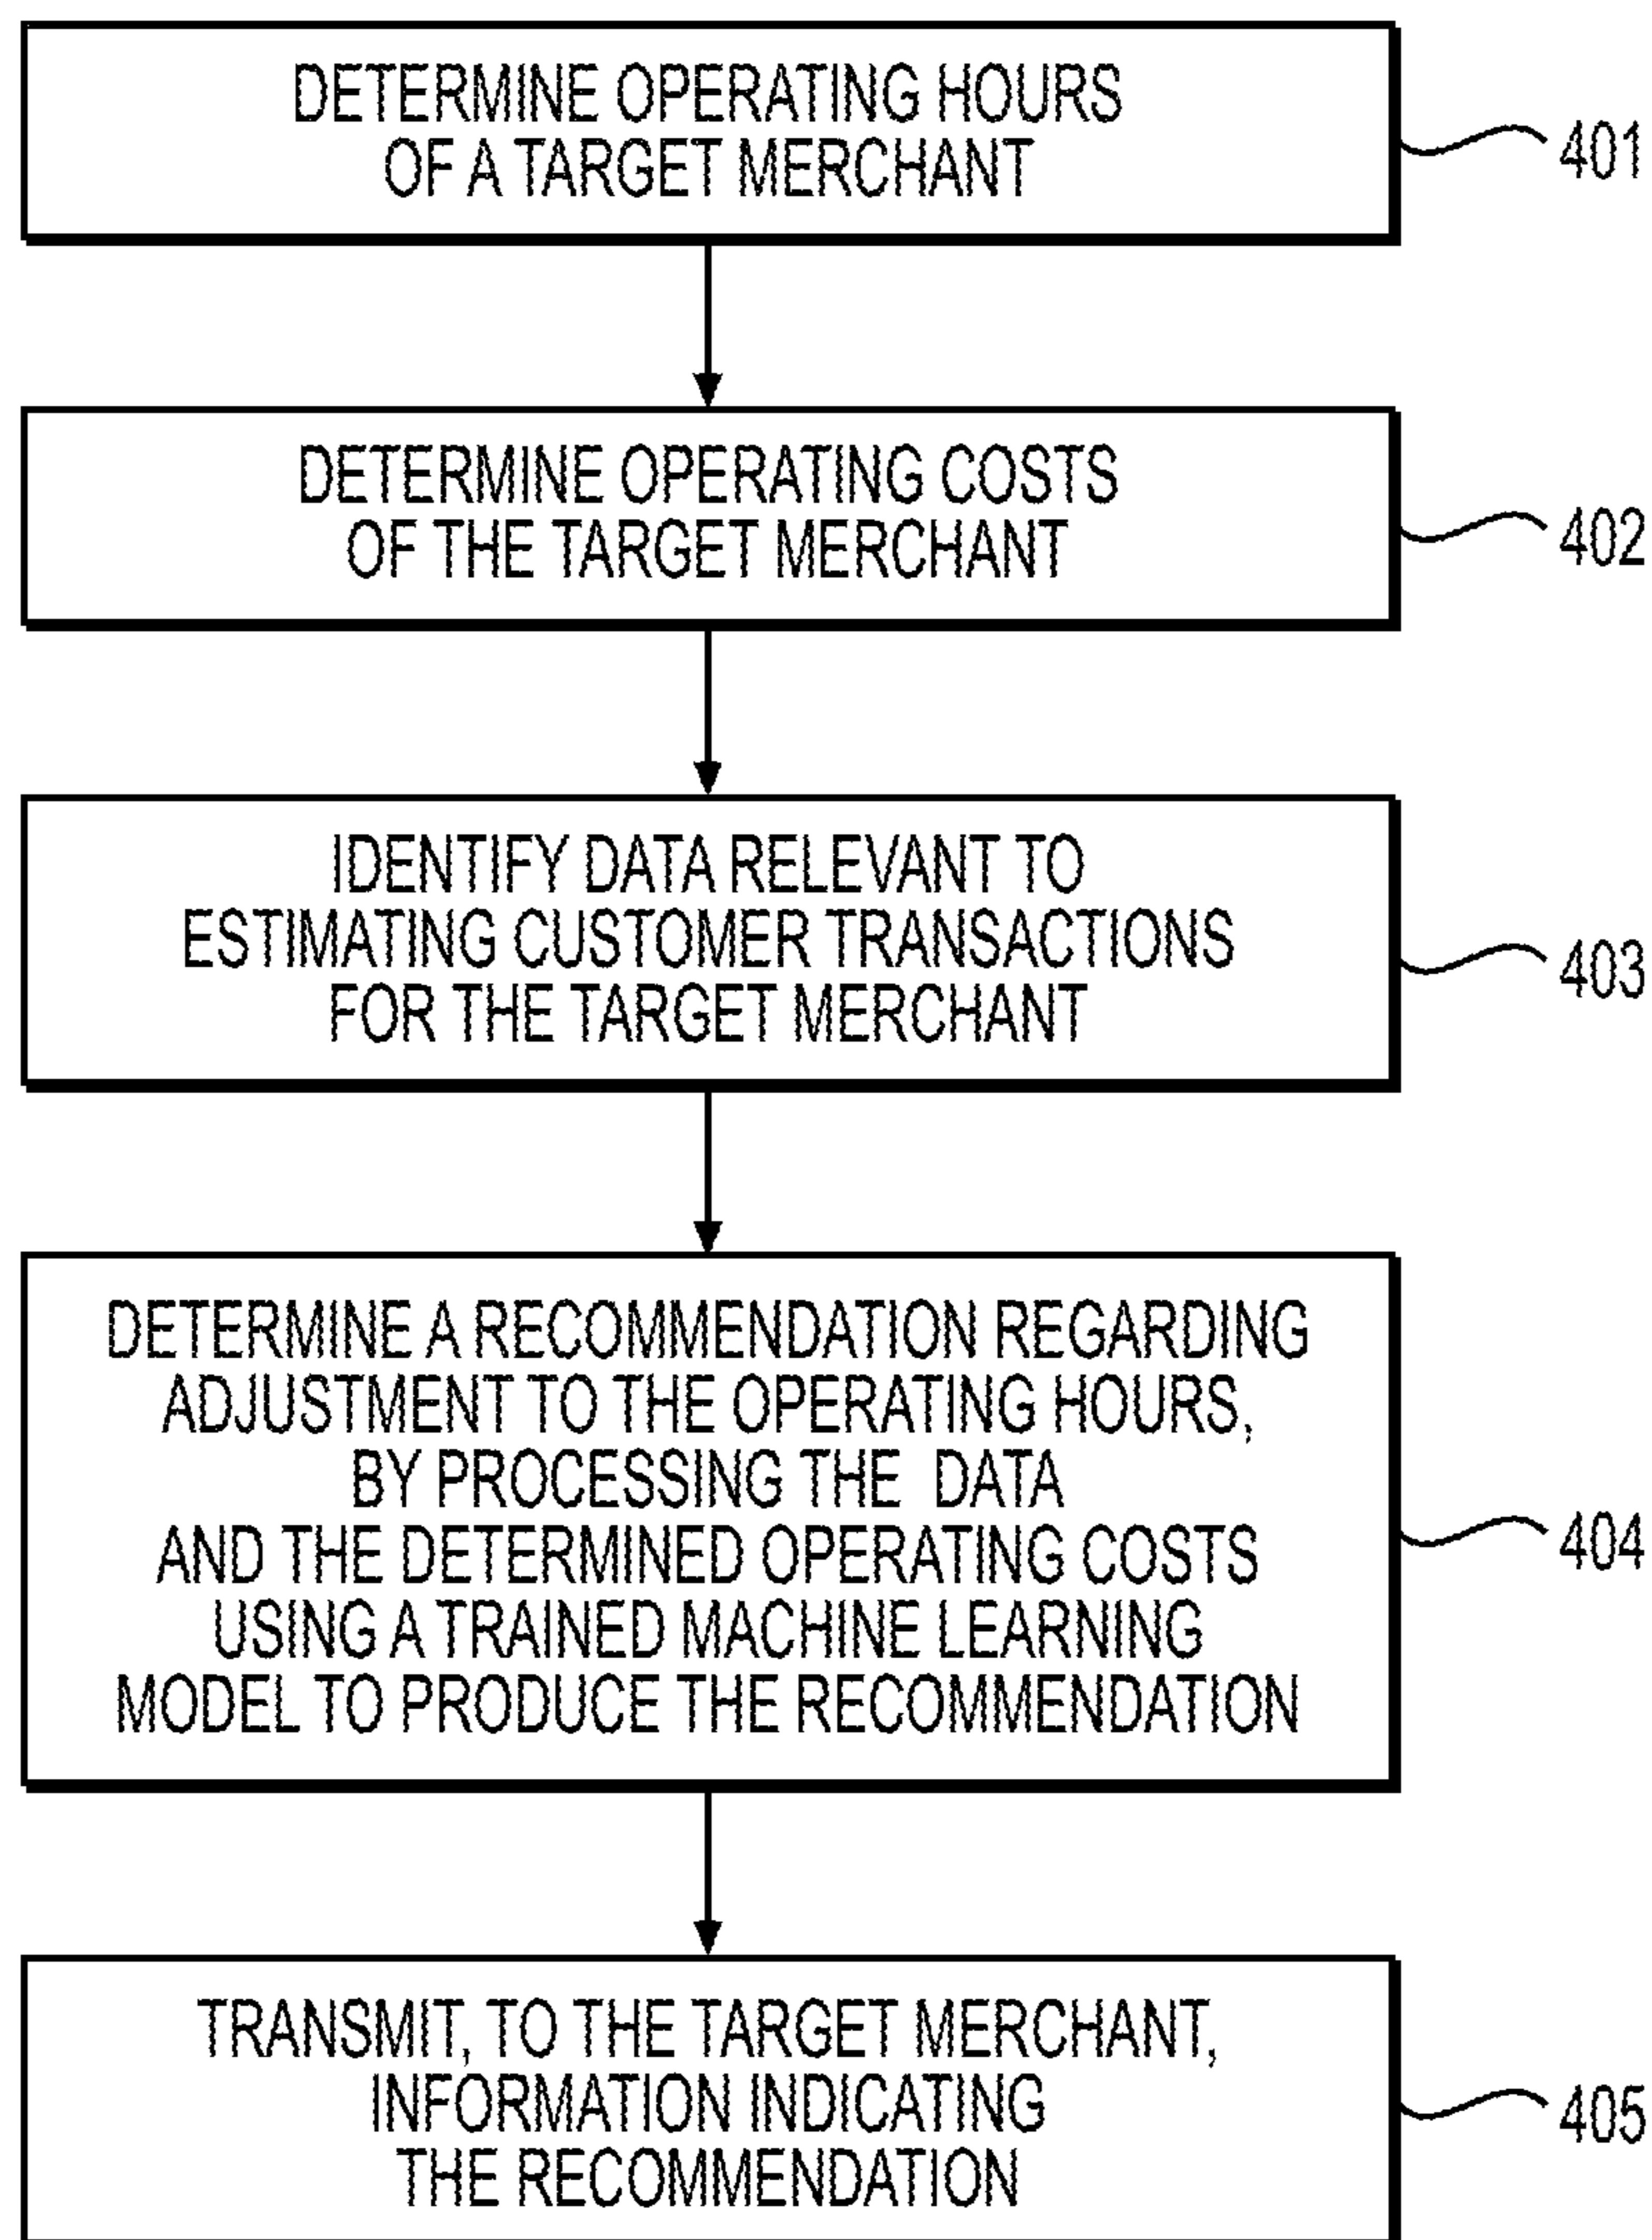 DETERMINE OPERATING HOURS
OF A TARGET MERCHANT
401
DETERMINE OPERATING COSTS
OF THE TARGET MERCHANT
402
IDENTIFY DATA RELEVANT TO
ESTIMATING CUSTOMER TRANSACTIONS
FOR THE TARGET MERCHANT
403
DETERMINE A RECOMMENDATION REGARDING
ADJUSTMENT TO THE OPERATING HOURS,
BY PROCESSING THE DATA
AND THE DETERMINED OPERATING COSTS
USING A TRAINED MACHINE LEARNING
MODEL TO PRODUCE THE RECOMMENDATION
404
TRANSMIT, TO THE TARGET MERCHANT,
INFORMATION INDICATING
THE RECOMMENDATION
405